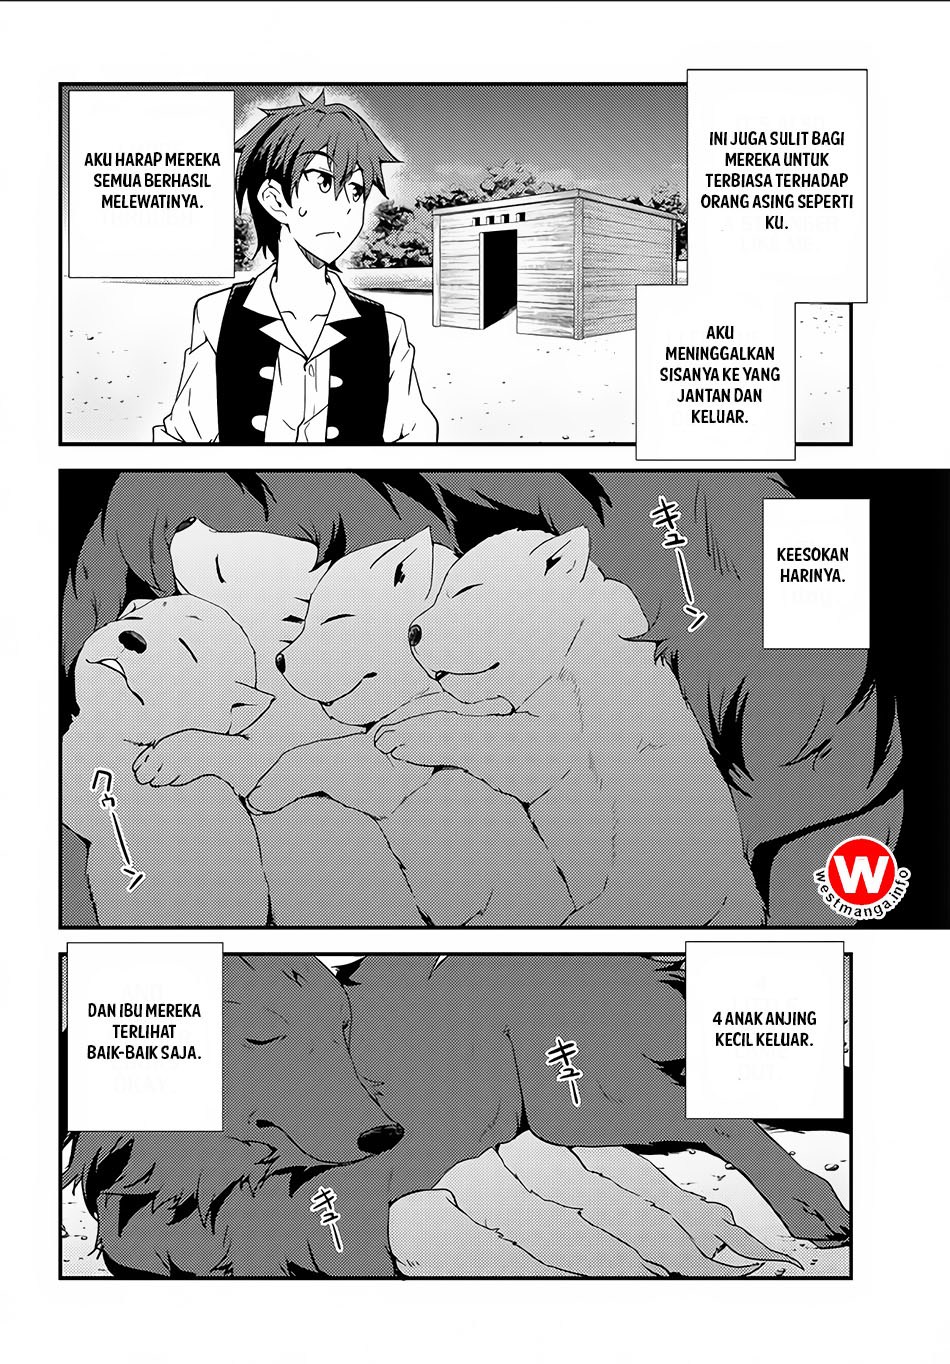 INI JUGA SULIT BAGI
MEREKA UNTUK
TERBIASA TERHADAP
ORANG ASING SEPERTI
KU.
AKU
MENINGGALKAN
SISANYA KE YANG
JANTAN DAN
KELUAR.
AKU HARAP MEREKA
SEMUA BERHASIL
MELEWATINYA.
KEESOKAN
HARINYA.
キューン
クゥーン
W
westmanga.info
4 ANAK ANJING
KECIL KELUAR.
キュー
DAN IBU MEREKA
TERLIHAT
BAIK-BAIK SAJA.
キュー